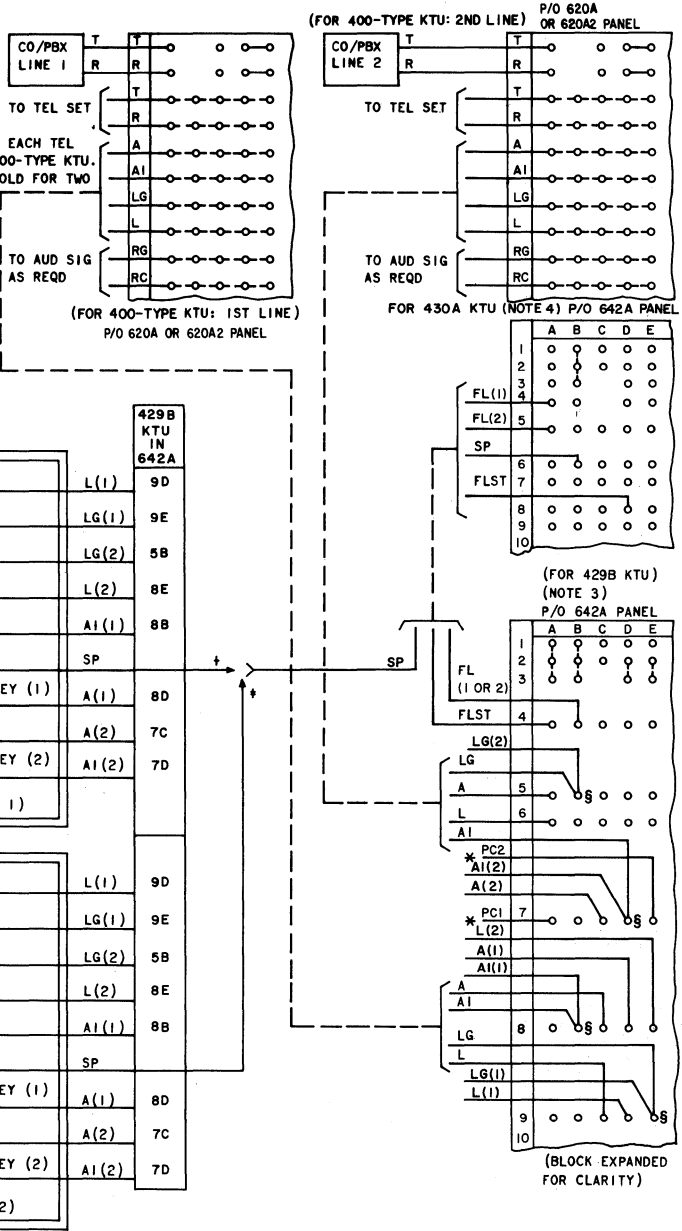 P/O 620A
(FOR 400-TYPE KTU: 2ND LINE) OR 620A2 PANEL
CO/PBX
LINE 1
T
R
T
R
T
R
A
A1
LG
L
RG
RC
TO TEL SET
EACH TEL
00-TYPE KTU.
OLD FOR TWO
TO AUD SIG
AS REQD
(FOR 400-TYPE KTU: 1ST LINE)
P/O 620A OR 620A2 PANEL
CO/PBX
LINE 2
T
R
T
R
T
R
A
A1
LG
L
RG
RC
TO TEL SET
TO AUD SIG
AS REQD
FOR 430A KTU (NOTE 4) P/O 642A PANEL
A B C D E
1
2
3
FL(1) 4
FL(2) 5
SP
6
FLST 7
8
9
10
429B
KTU
IN
642A
L(1) 9D
LG(1) 9E
LG(2) 5B
L(2) 8E
A1(1) 8B
SP
‡
‡
SP
EY (1) A(1) 8D
A(2) 7C
EY (2) A1(2) 7D
1)
L(1) 9D
LG(1) 9E
LG(2) 5B
L(2) 8E
A1(1) 8B
SP
EY (1) A(1) 8D
A(2) 7C
EY (2) A1(2) 7D
2)
(FOR 429B KTU)
(NOTE 3)
P/O 642A PANEL
A B C D E
1
2
3
FL
(1 OR 2)
FLST 4
LG(2)
LG
A 5 §
L 6
A1
* PC2
A1(2)
A(2)
* PC1 7 §
L(2)
A(1)
A1(1)
A
A1
8 §
LG
L
LG(1)
L(1)
9 §
10
(BLOCK EXPANDED
FOR CLARITY)